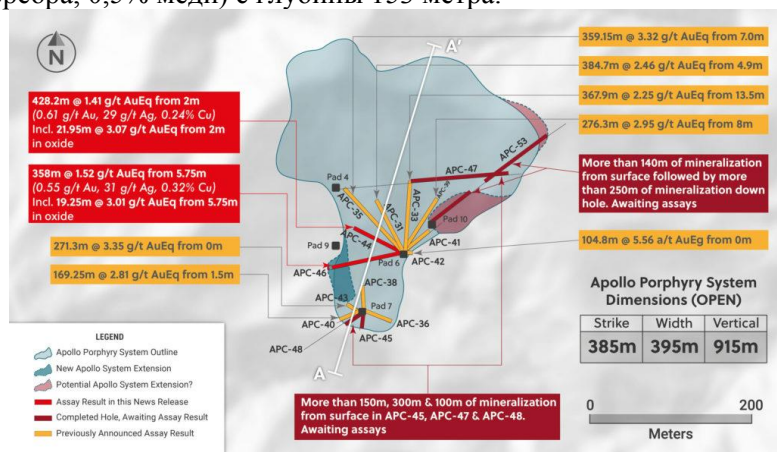 серебра, 0,5% меди) с глубины 153 метра.
N
A'
428.2m @ 1.41 g/t AuEq from 2m
(0.61 g/t Au, 29 g/t Ag, 0.24% Cu)
Incl. 21.95m @ 3.07 g/t from 2m
in oxide
358m @ 1.52 g/t AuEq from 5.75m
(0.55 g/t Au, 31 g/t Ag, 0.32% Cu)
Incl. 19.25m @ 3.01 g/t from 5.75m
in oxide
271.3m @ 3.35 g/t AuEq from 0m
169.25m @ 2.81 g/t AuEq from 1.5m
359.15m @ 3.32 g/t AuEq from 7.0m
384.7m @ 2.46 g/t AuEq from 4.9m
367.9m @ 2.25 g/t AuEq from 13.5m
276.3m @ 2.95 g/t AuEq from 8m
More than 140m of mineralization
from surface followed by more
than 250m of mineralization down
hole. Awaiting assays
104.8m @ 5.56 a/t AuEq from 0m
APC-53
APC-47
Pad 4
APC-35
APC-31
APC-33
Pad 10
APC-44
APC-41
Pad 9
Pad 6
APC-42
APC-46
APC-38
APC-43
Pad 7
APC-40
APC-36
APC-48
APC-45
A
Apollo Porphyry System
Dimensions (OPEN)
Strike Width Vertical
385m 395m 915m
LEGEND
Apollo Porphyry System Outline
New Apollo System Extension
Potential Apollo System Extension?
Assay Result in this News Release
Completed Hole, Awaiting Assay Result
Previously Announced Assay Result
More than 150m, 300m & 100m of mineralization
from surface in APC-45, APC-47 & APC-48.
Awaiting assays
0 200
Meters